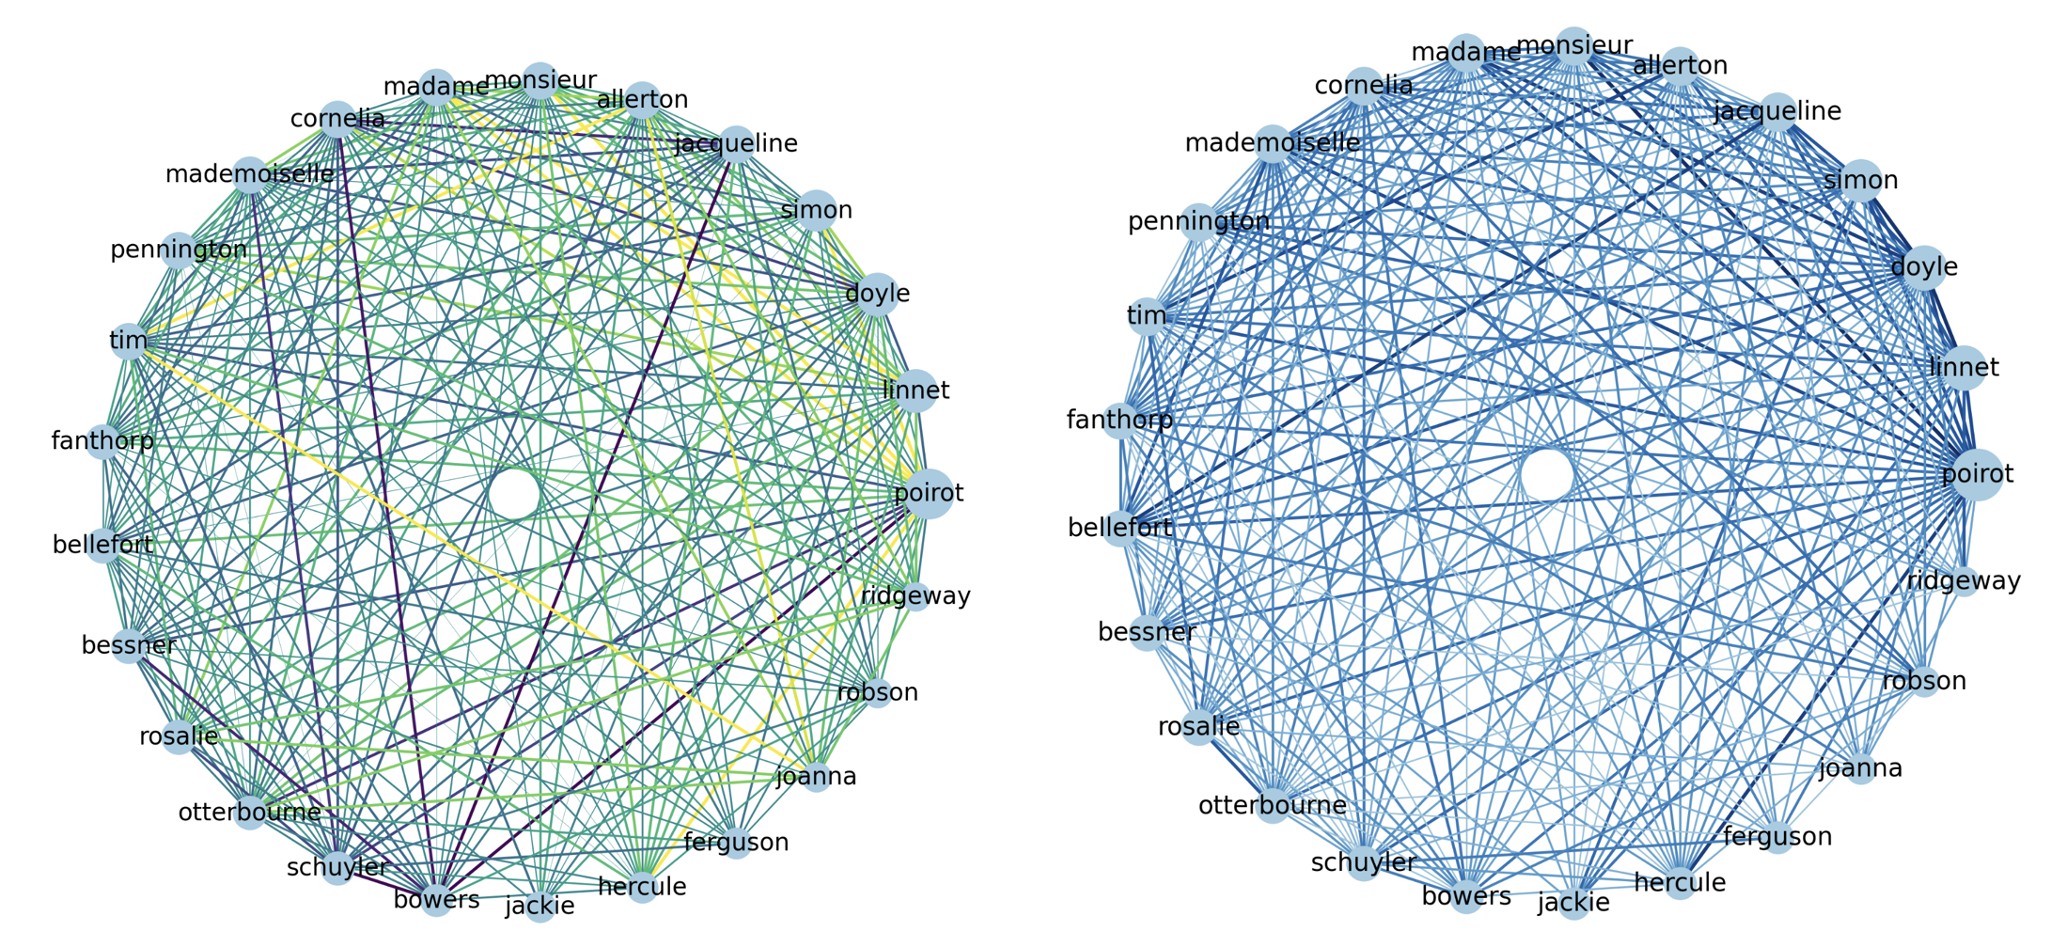 madame
monsieur
allerton
cornelia
jacqueline
mademoiselle
simon
pennington
doyle
tim
linnet
fanthorp
poirot
bellefort
ridgeway
bessner
robson
rosalie
joanna
otterbourne
ferguson
schuyler
hercule
bowers
jackie
madame
monsieur
allerton
cornelia
jacqueline
mademoiselle
simon
pennington
doyle
tim
linnet
fanthorp
poirot
bellefort
ridgeway
bessner
robson
rosalie
joanna
otterbourne
ferguson
schuyler
hercule
bowers
jackie